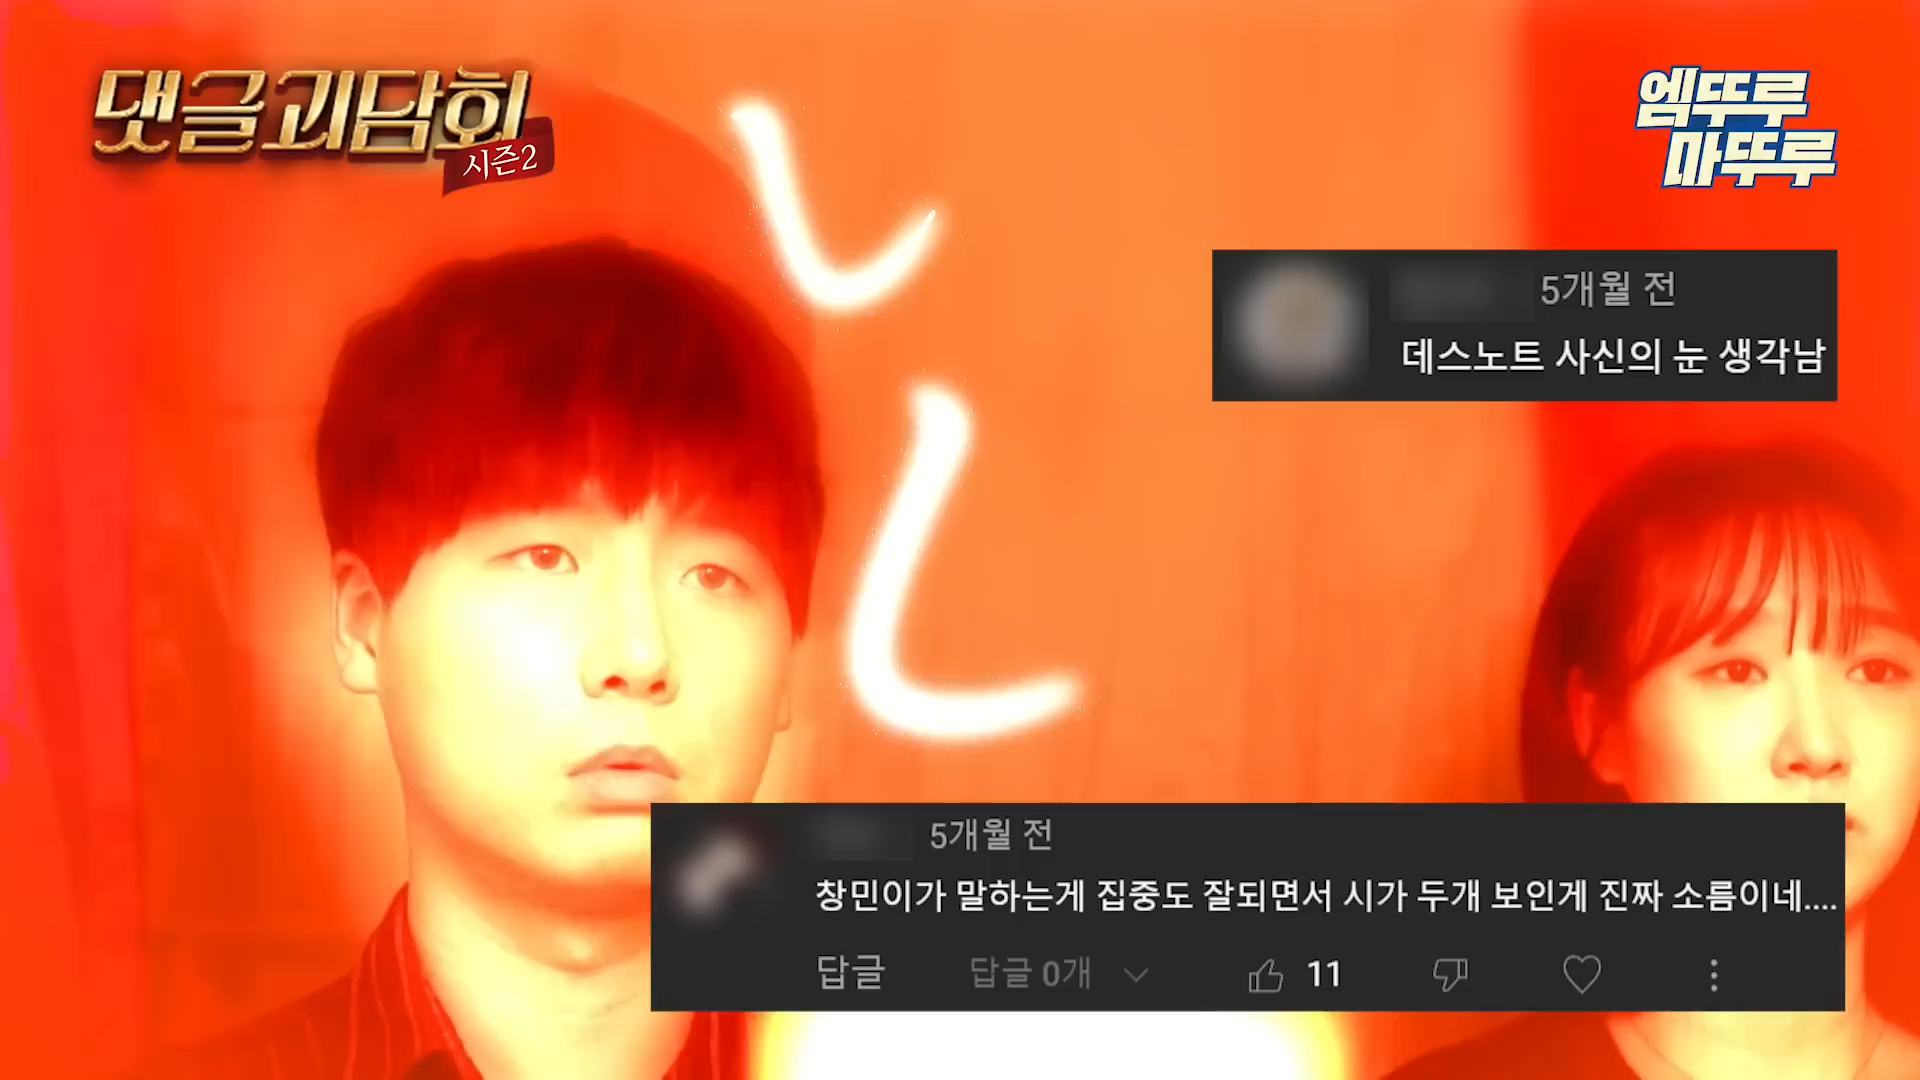 댓글괴담회
시즌2
엠뚜루
마뚜루
5개월 전
데스노트 사신의 눈 생각남
5개월 전
창민이가 말하는게 집중도 잘되면서 시가 두개 보인게 진짜 소름이네....
답글
답글 0개
11